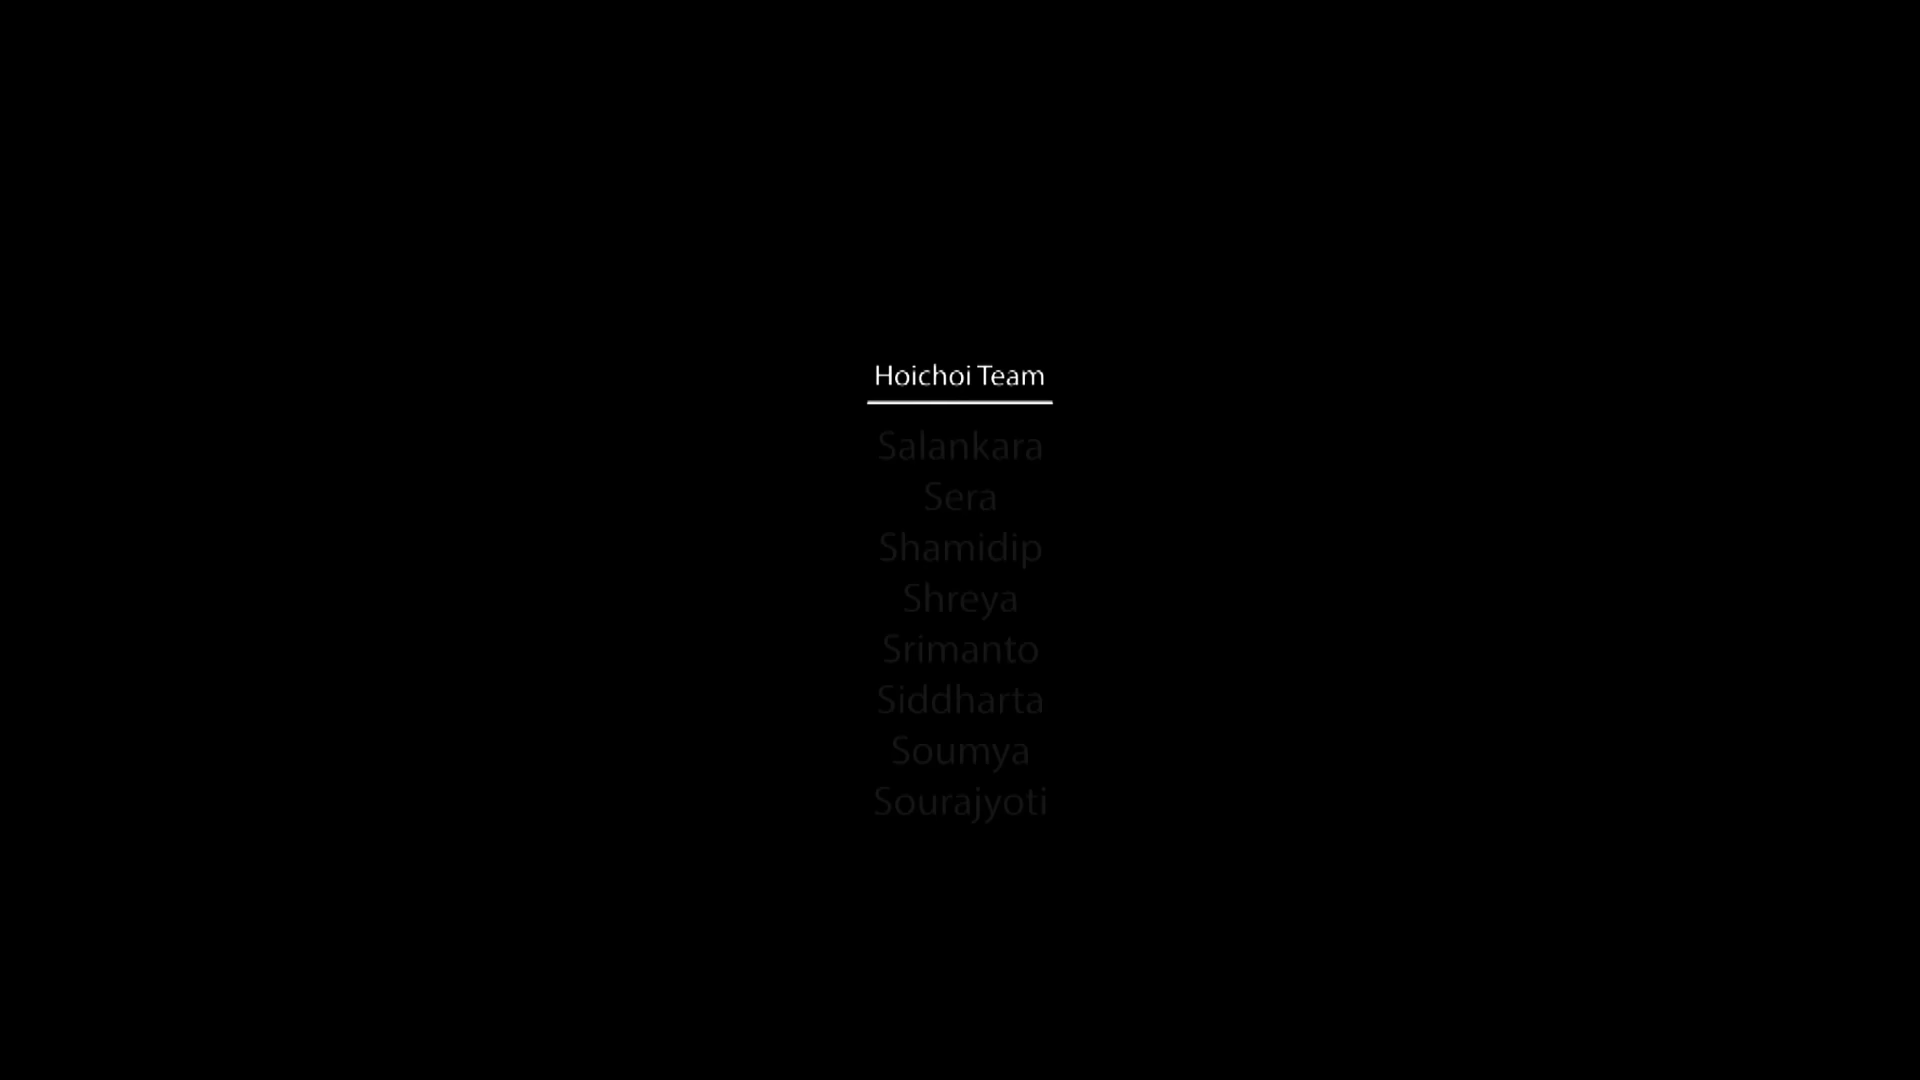 Hoichoi Team
Salankara
Sera
Shamidip
Shreya
Srimanto
Siddharta
Soumya
Sourajyoti